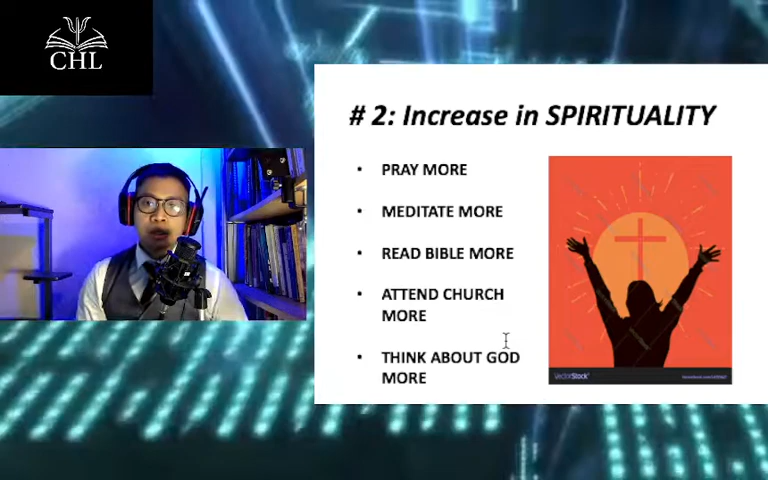 CHL
# 2: Increase in SPIRITUALITY
• PRAY MORE
• MEDITATE MORE
• READ BIBLE MORE
• ATTEND CHURCH
MORE
• THINK ABOUT GOD
MORE
VectorStock